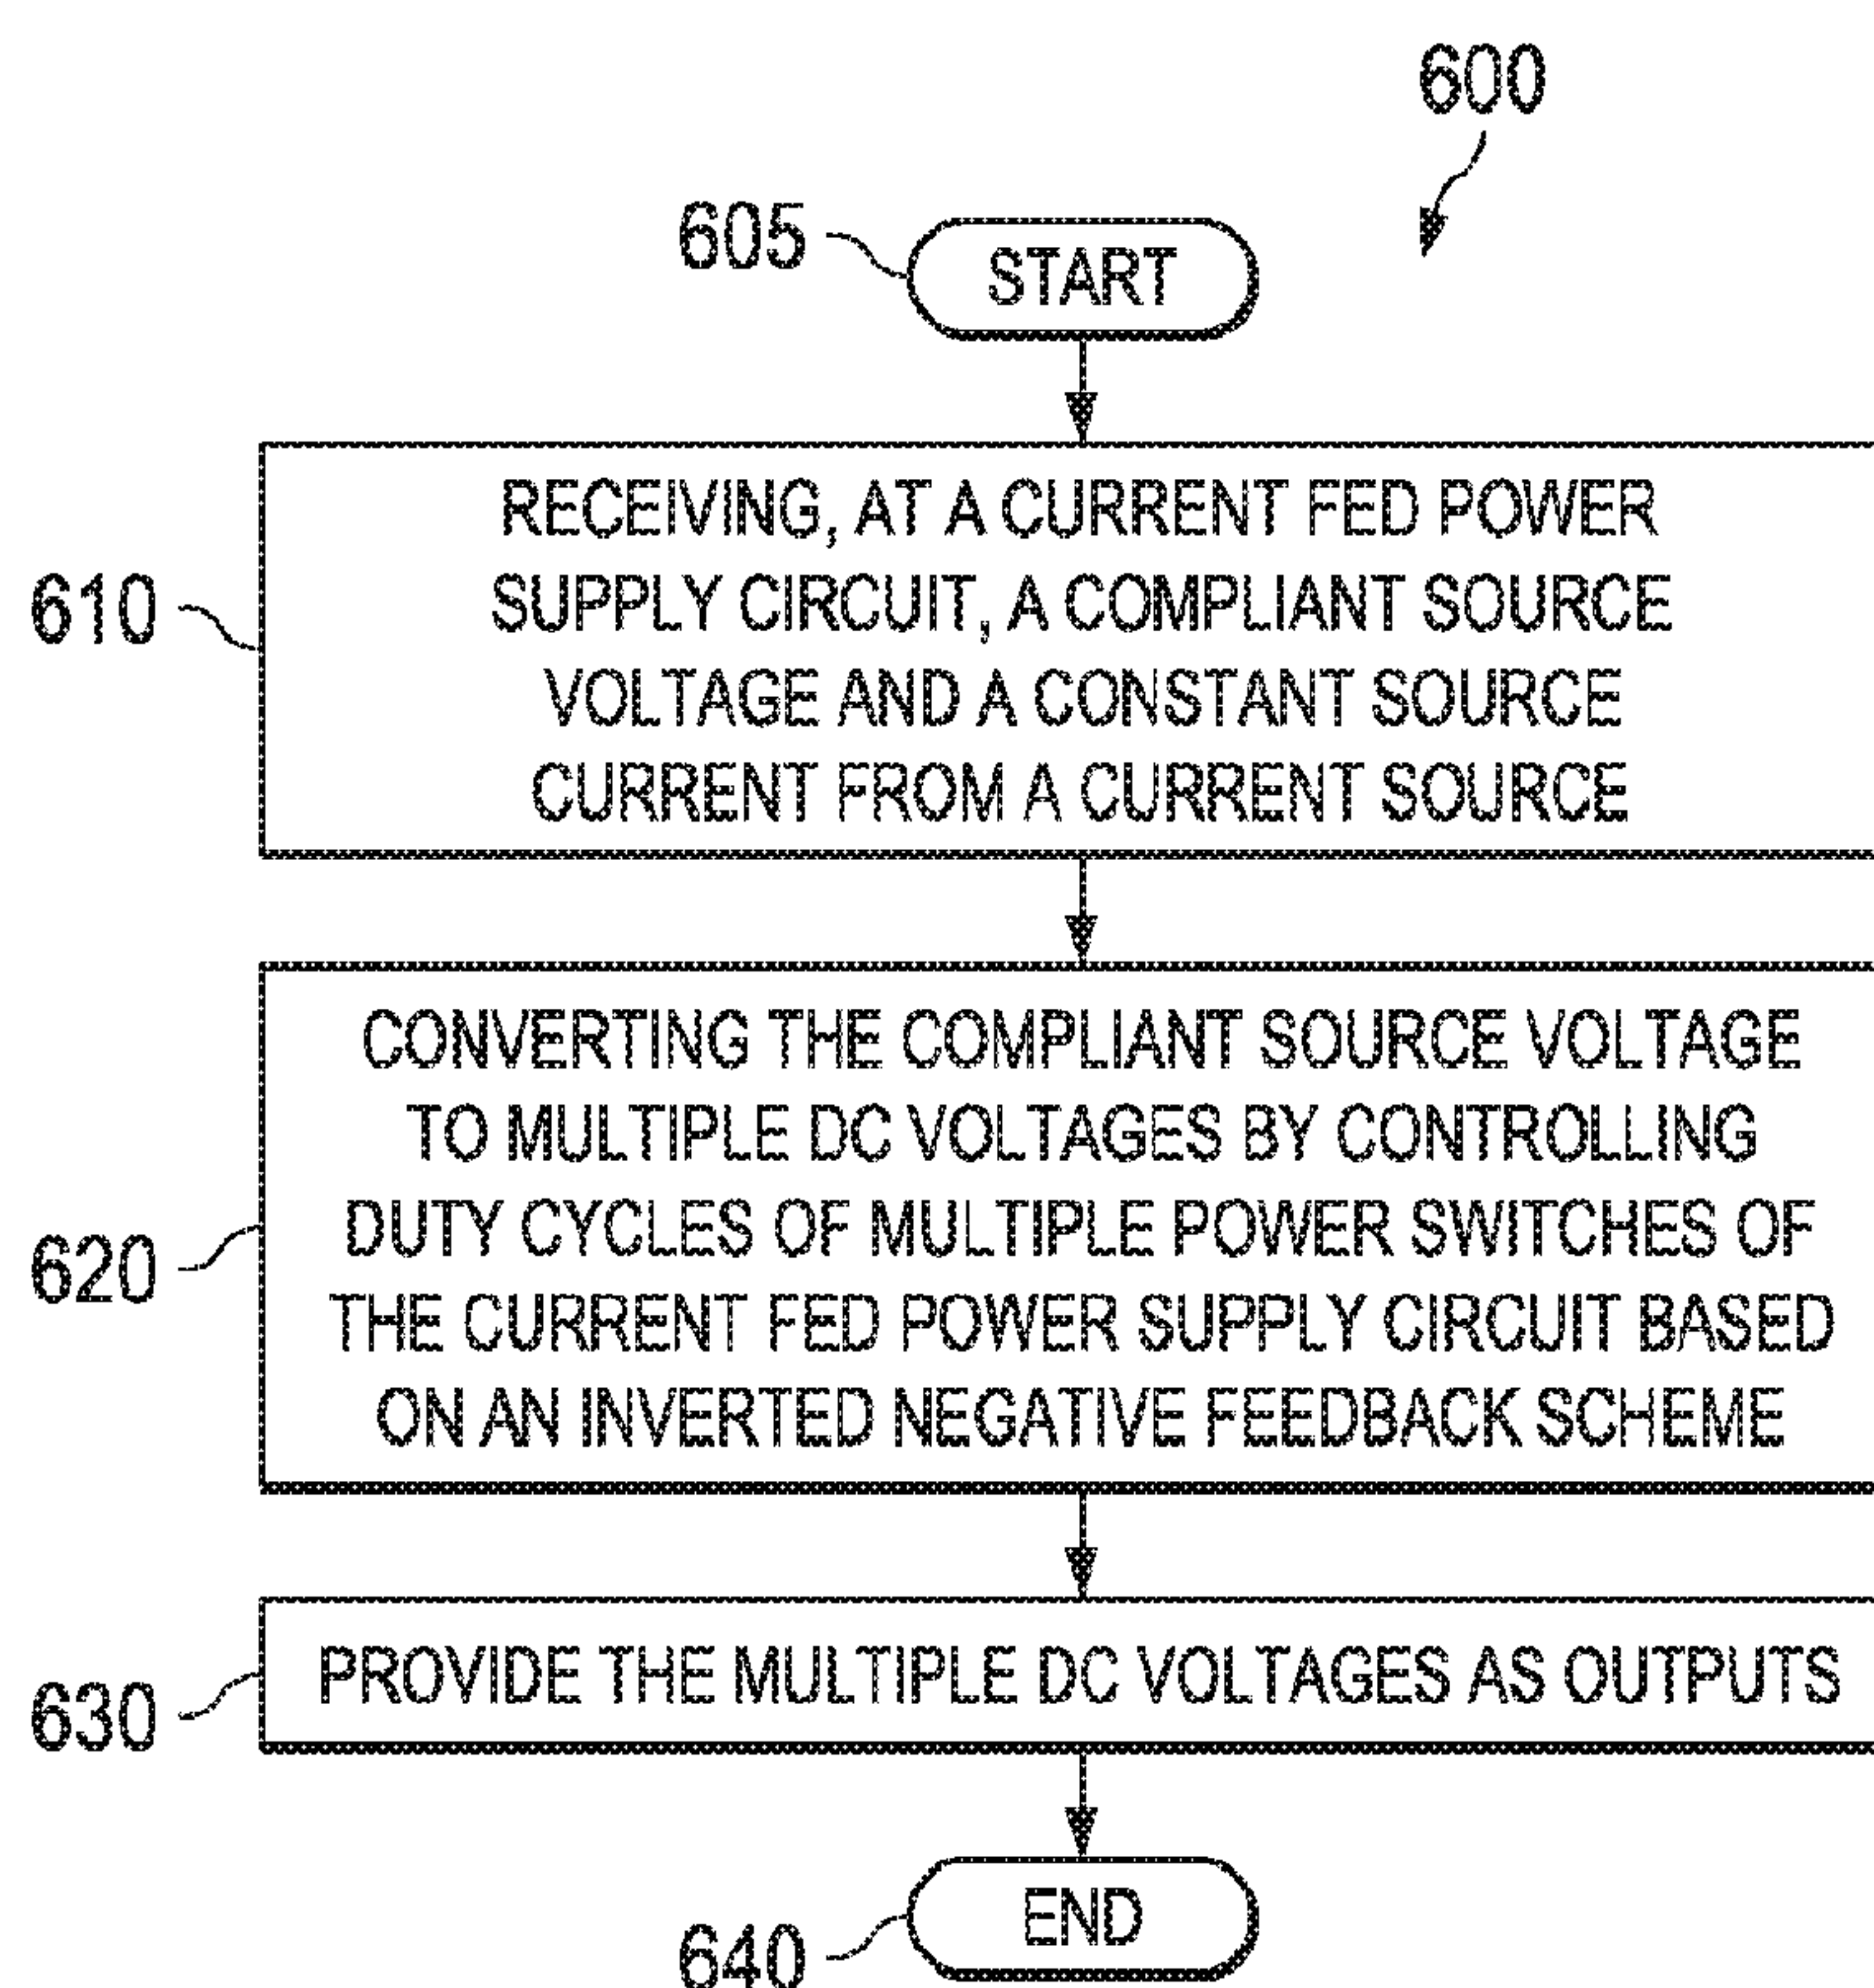 600
605
START
610
RECEIVING, AT A CURRENT FED POWER
SUPPLY CIRCUIT, A COMPLIANT SOURCE
VOLTAGE AND A CONSTANT SOURCE
CURRENT FROM A CURRENT SOURCE
620
CONVERTING THE COMPLIANT SOURCE VOLTAGE
TO MULTIPLE DC VOLTAGES BY CONTROLLING
DUTY CYCLES OF MULTIPLE POWER SWITCHES OF
THE CURRENT FED POWER SUPPLY CIRCUIT BASED
ON AN INVERTED NEGATIVE FEEDBACK SCHEME
630
PROVIDE THE MULTIPLE DC VOLTAGES AS OUTPUTS
640
END